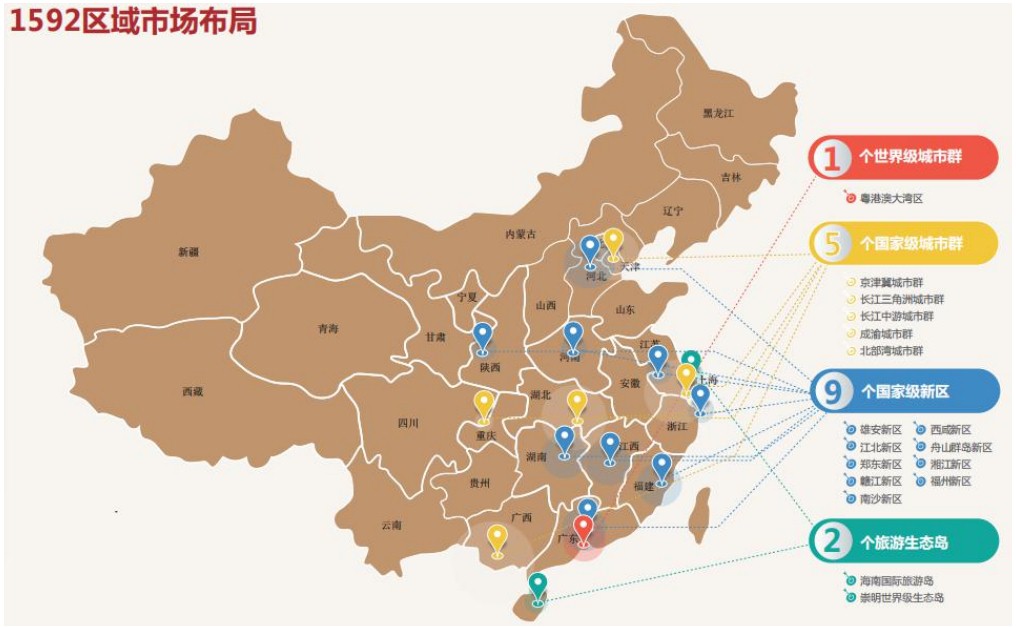 1592区域市场布局
黑龙江
吉林
辽宁
内蒙古
新疆
天津
河北
宁夏
山西
山东
青海
甘肃
陕西
河南
江苏
西藏
安徽
上海
湖北
四川
重庆
浙江
湖南
江西
贵州
福建
云南
广西
广东
1 个世界级城市群
粤港澳大湾区
5 个国家级城市群
京津冀城市群
长江三角洲城市群
长江中游城市群
成渝城市群
北部湾城市群
9 个国家级新区
雄安新区 西咸新区
江北新区 舟山群岛新区
郑东新区 湘江新区
赣江新区 福州新区
南沙新区
2 个旅游生态岛
海南国际旅游岛
崇明世界级生态岛